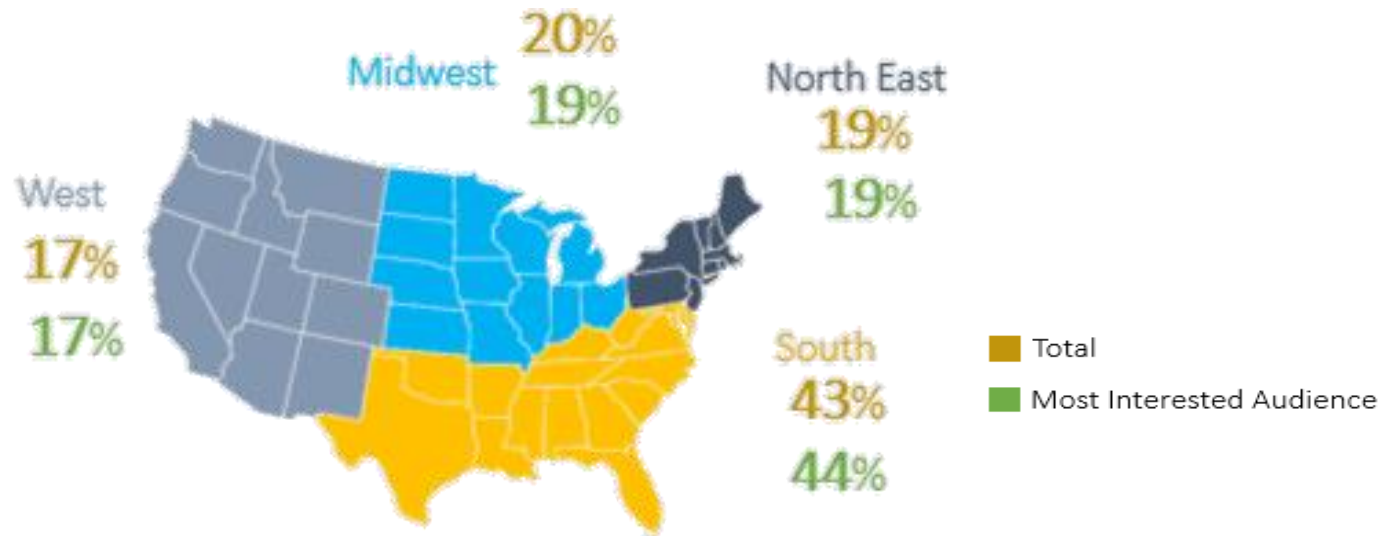 Midwest
20%
19%
North East
19%
19%
West
17%
17%
South
43%
44%
Total
Most Interested Audience